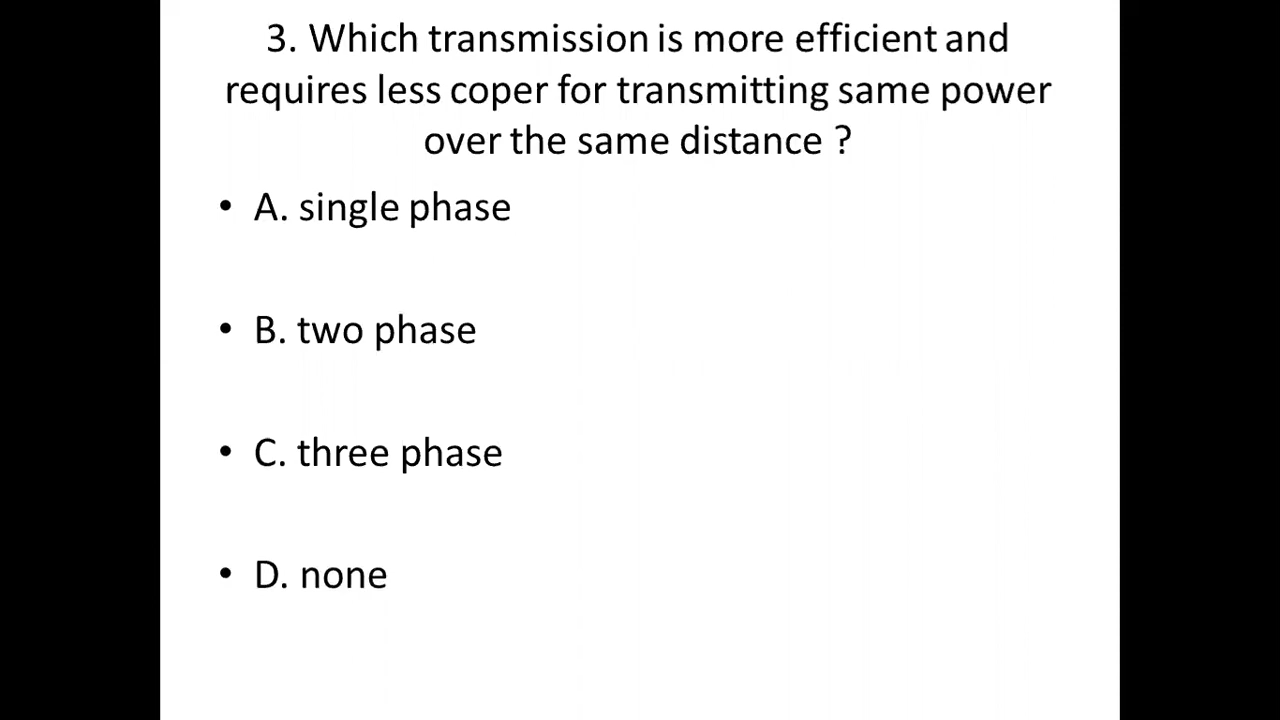 3. Which transmission is more efficient and
requires less coper for transmitting same power
over the same distance ?
• A. single phase
• B. two phase
• C. three phase
• D. none